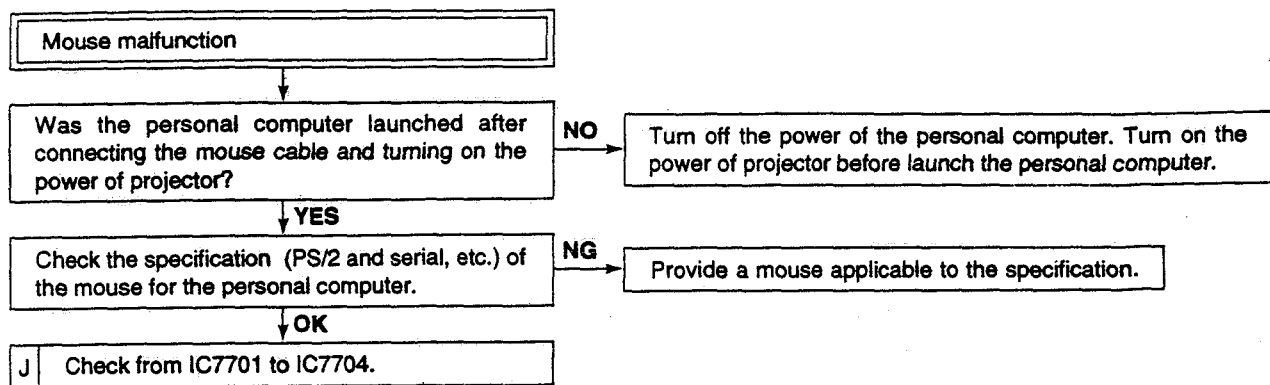 Mouse malfunction
Was the personal computer launched after
connecting the mouse cable and turning on the
power of projector?
NO
Turn off the power of the personal computer. Turn on the
power of projector before launch the personal computer.
YES
Check the specification (PS/2 and serial, etc.) of
the mouse for the personal computer.
NG
Provide a mouse applicable to the specification.
OK
J Check from IC7701 to IC7704.